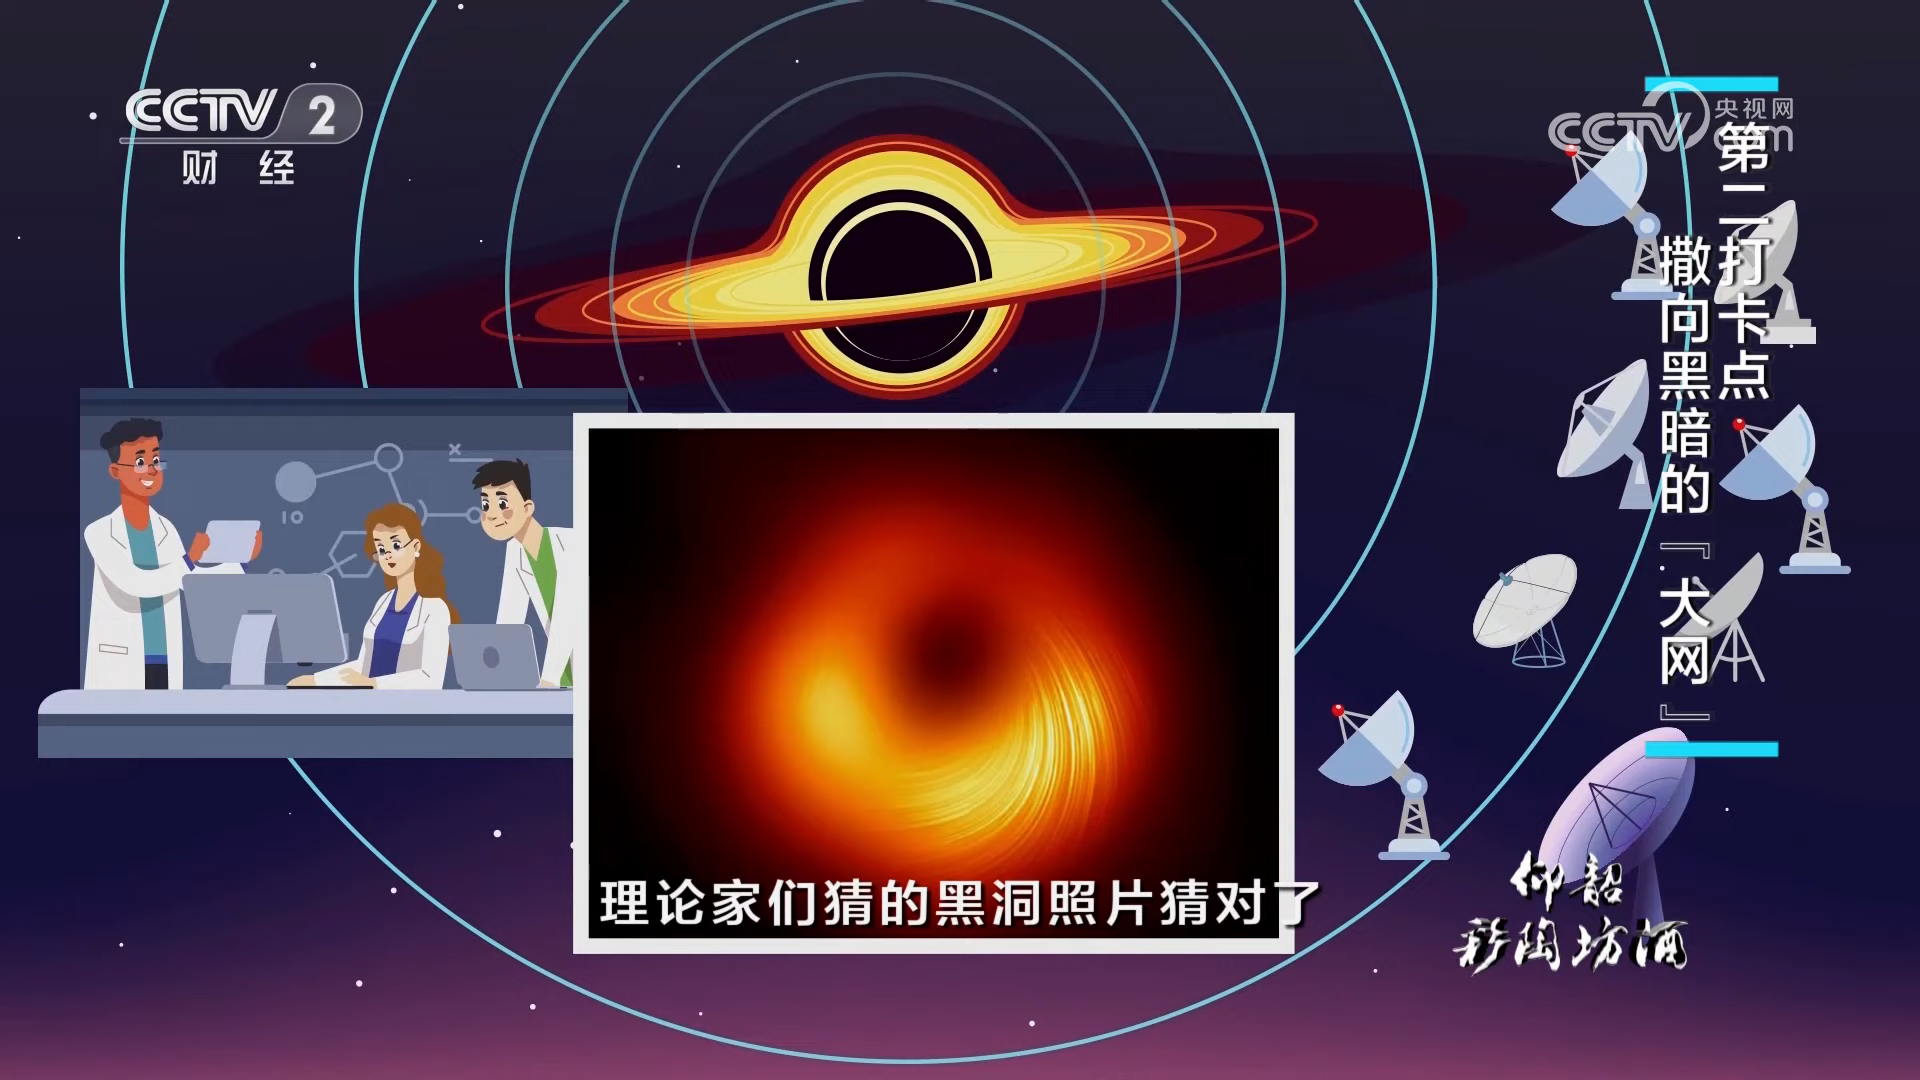 CCTV 2
财 经
央视网
CCTV.com
第二打卡点
撒向黑暗的『大网』
10
x
理论家们猜的黑洞照片猜对了
仰韶
彩陶坊酒